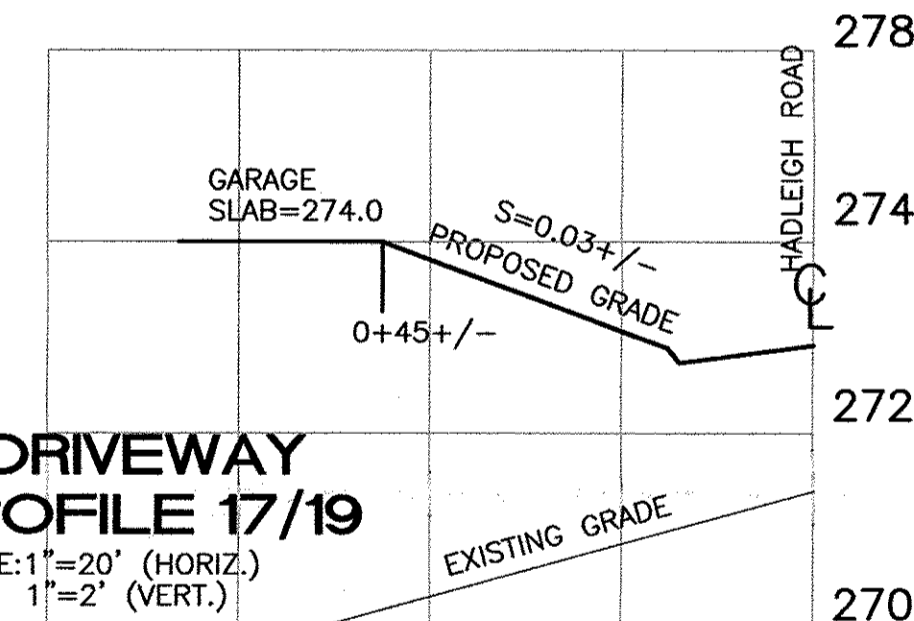 278
HADLEIGH ROAD
GARAGE
SLAB=274.0
274
S=0.03+/-
PROPOSED GRADE
CL
0+45+/-
272
DRIVEWAY
OFILE 17/19
E:1"=20' (HORIZ.)
1"=2' (VERT.)
EXISTING GRADE
270